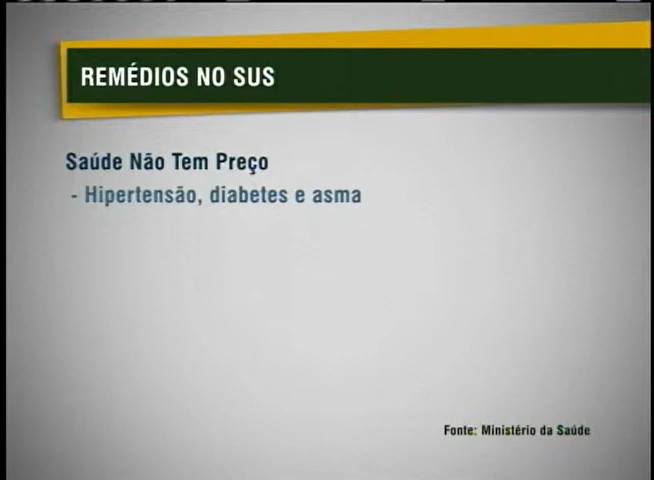 REMÉDIOS NO SUS
Saúde Não Tem Preço
- Hipertensão, diabetes e asma
Fonte: Ministério da Saúde